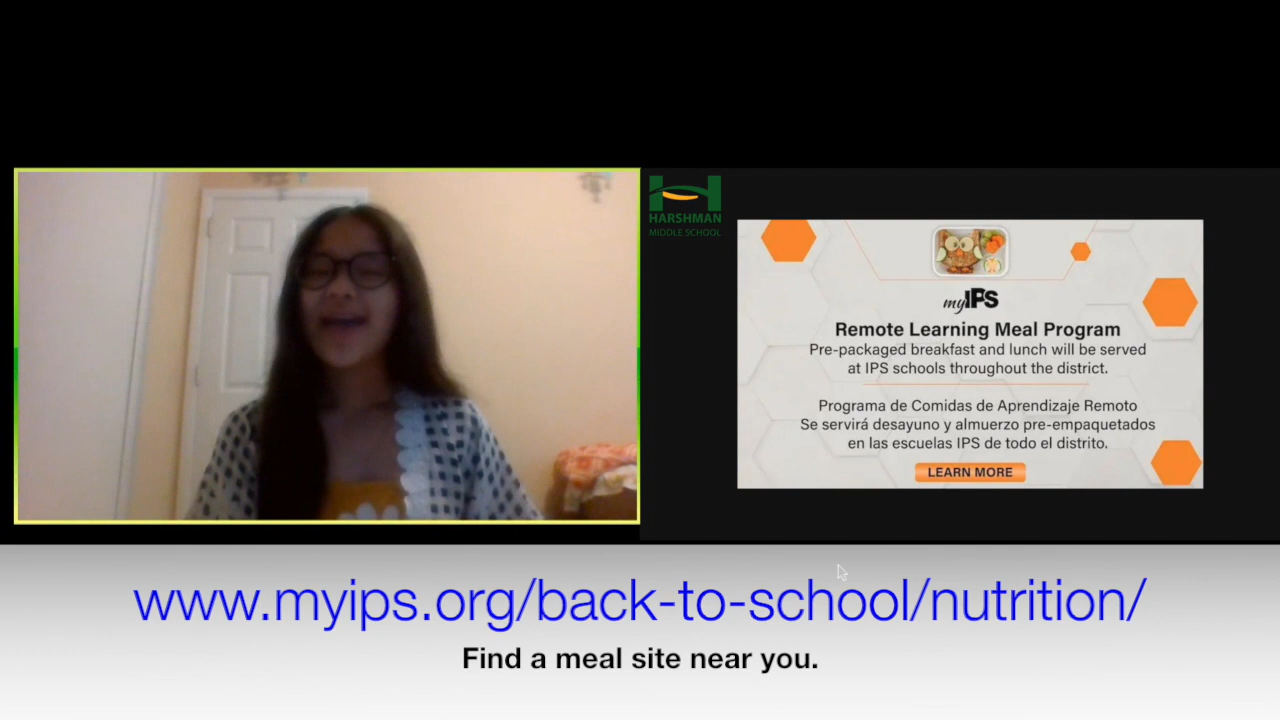 HARSHMAN
MIDDLE SCHOOL
myIPS
Remote Learning Meal Program
Pre-packaged breakfast and lunch will be served
at IPS schools throughout the district.
Programa de Comidas de Aprendizaje Remoto
Se servirá desayuno y almuerzo pre-empaquetados
en las escuelas IPS de todo el distrito.
LEARN MORE
www.myips.org/back-to-school/nutrition/
Find a meal site near you.